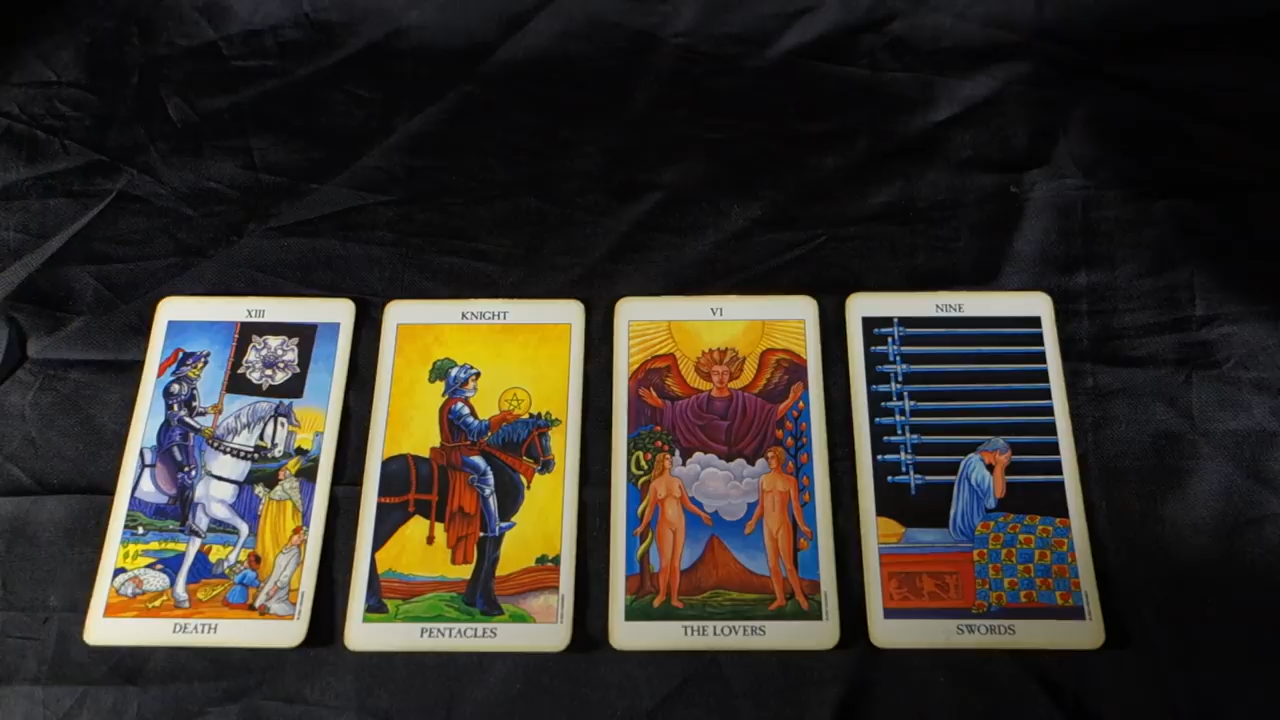 XIII
DEATH
KNIGHT
PENTACLES
VI
THE LOVERS
NINE
SWORDS